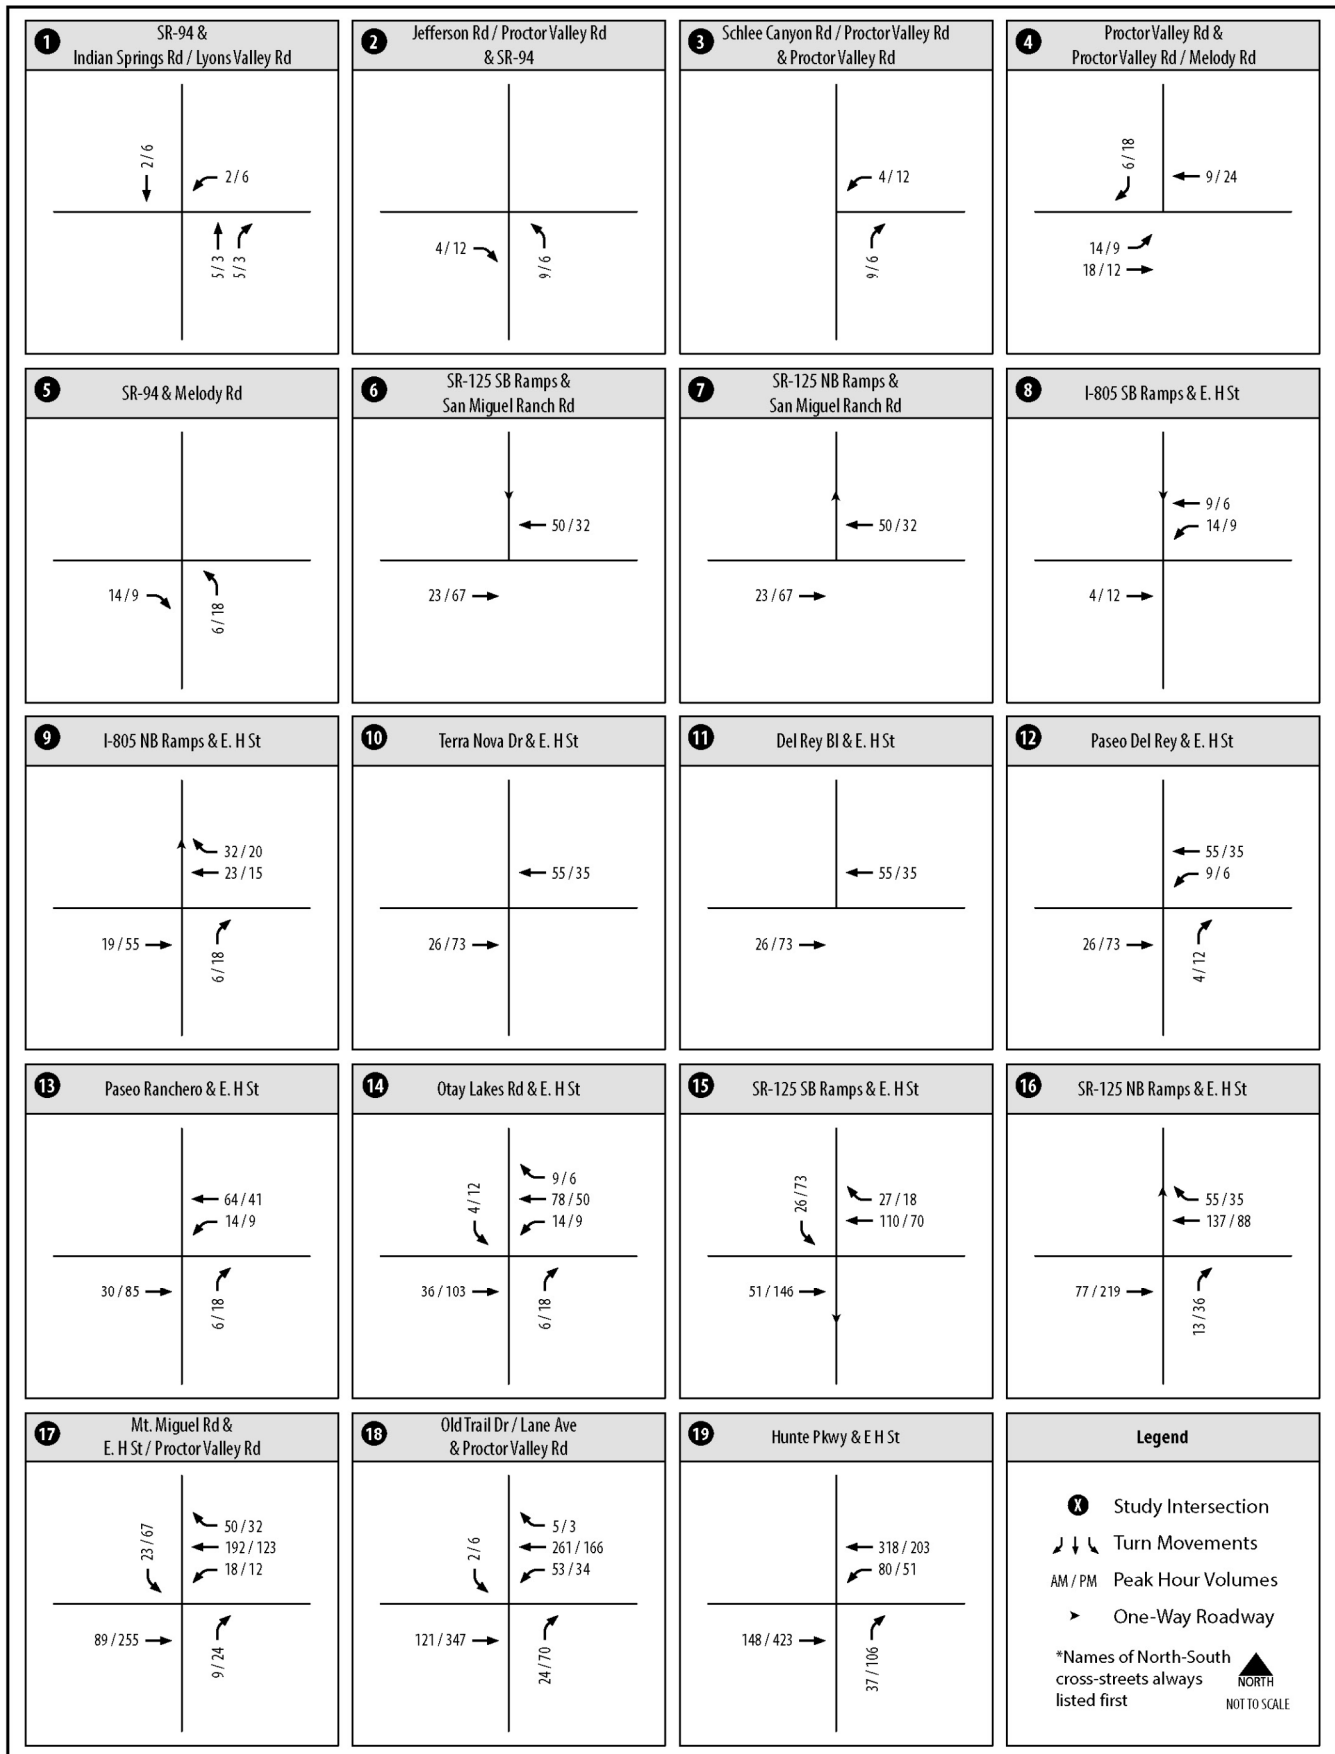 1
SR-94 &
Indian Springs Rd / Lyons Valley Rd
2 / 6
2 / 6
5 / 3
5 / 3
2
Jefferson Rd / Proctor Valley Rd
& SR-94
4 / 12
9 / 6
3
Schlee Canyon Rd / Proctor Valley Rd
& Proctor Valley Rd
4 / 12
9 / 6
4
Proctor Valley Rd &
Proctor Valley Rd / Melody Rd
6 / 18
9 / 24
14 / 9
18 / 12
5
SR-94 & Melody Rd
14 / 9
6 / 18
6
SR-125 SB Ramps &
San Miguel Ranch Rd
50 / 32
23 / 67
7
SR-125 NB Ramps &
San Miguel Ranch Rd
50 / 32
23 / 67
8
I-805 SB Ramps & E. H St
9 / 6
14 / 9
4 / 12
9
I-805 NB Ramps & E. H St
32 / 20
23 / 15
19 / 55
6 / 18
10
Terra Nova Dr & E. H St
55 / 35
26 / 73
11
Del Rey Bl & E. H St
55 / 35
26 / 73
12
Paseo Del Rey & E. H St
55 / 35
9 / 6
26 / 73
4 / 12
13
Paseo Ranchero & E. H St
64 / 41
14 / 9
30 / 85
6 / 18
14
Otay Lakes Rd & E. H St
4 / 12
9 / 6
78 / 50
14 / 9
36 / 103
6 / 18
15
SR-125 SB Ramps & E. H St
26 / 73
27 / 18
110 / 70
51 / 146
16
SR-125 NB Ramps & E. H St
55 / 35
137 / 88
77 / 219
13 / 36
17
Mt. Miguel Rd &
E. H St / Proctor Valley Rd
23 / 67
50 / 32
192 / 123
18 / 12
89 / 255
9 / 24
18
Old Trail Dr / Lane Ave
& Proctor Valley Rd
2 / 6
5 / 3
261 / 166
53 / 34
121 / 347
24 / 70
19
Hunte Pkwy & E H St
318 / 203
80 / 51
148 / 423
37 / 106
Legend
X Study Intersection
Turn Movements
AM / PM Peak Hour Volumes
One-Way Roadway
*Names of North-South
cross-streets always
listed first
NORTH
NOT TO SCALE